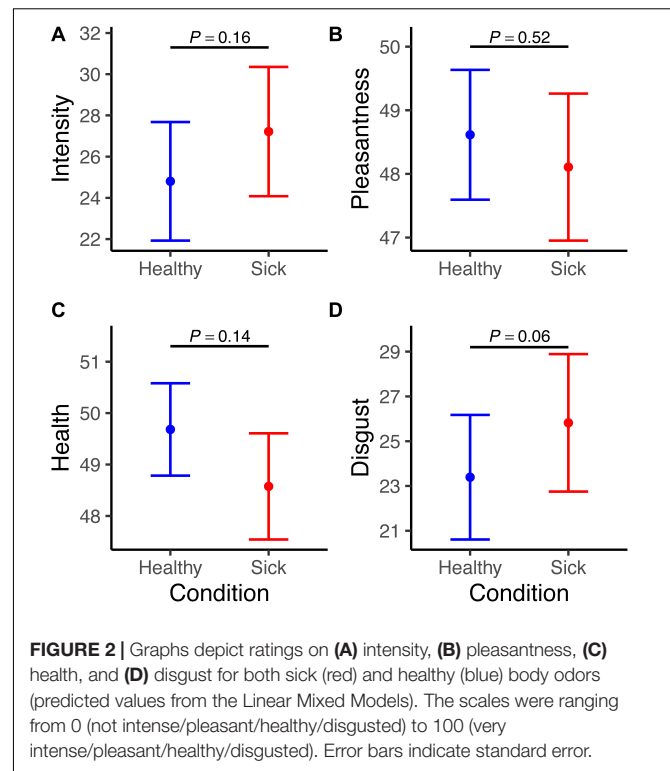 A
32
30
28
26
24
22
Intensity
P = 0.16
Healthy Sick
B
50
49
48
47
Pleasantness
P = 0.52
Healthy Sick
C
51
50
49
48
Health
P = 0.14
Healthy Sick
Condition
D
29
27
25
23
21
Disgust
P = 0.06
Healthy Sick
Condition
FIGURE 2 | Graphs depict ratings on (A) intensity, (B) pleasantness, (C)
health, and (D) disgust for both sick (red) and healthy (blue) body odors
(predicted values from the Linear Mixed Models). The scales were ranging
from 0 (not intense/pleasant/healthy/disgusted) to 100 (very
intense/pleasant/healthy/disgusted). Error bars indicate standard error.